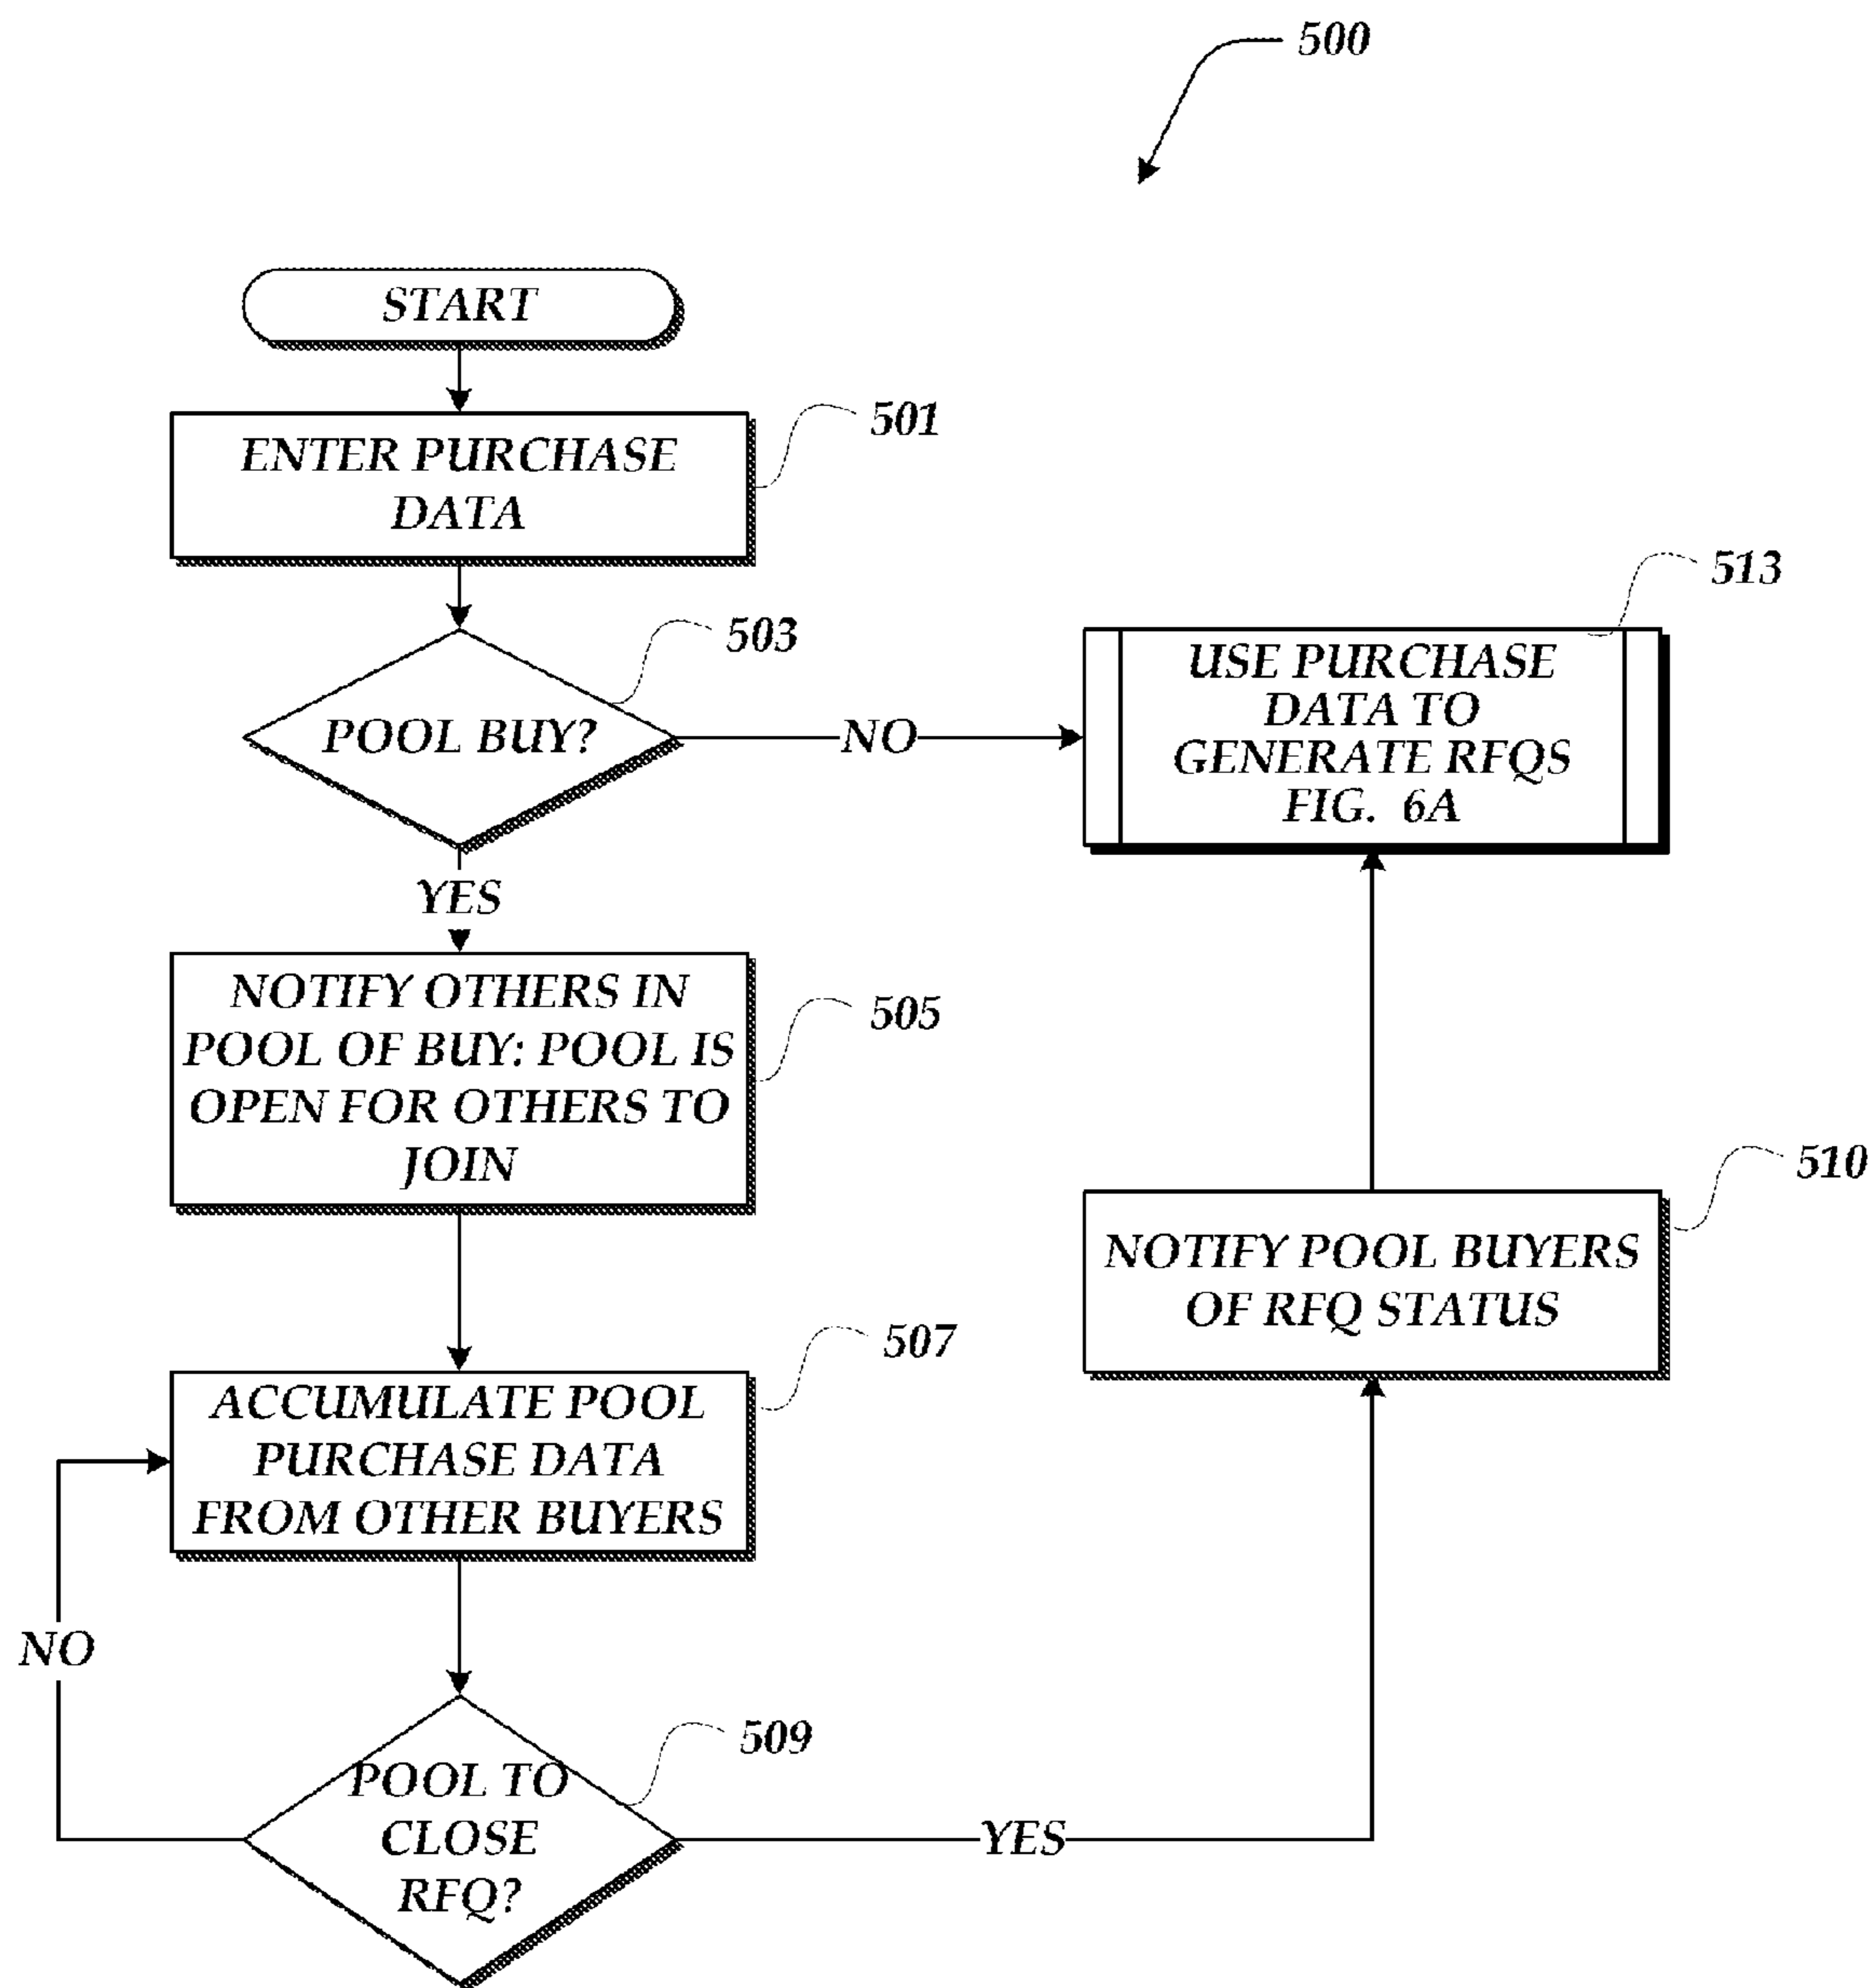 500
START
501
ENTER PURCHASE
DATA
503
POOL BUY?
NO
513
USE PURCHASE
DATA TO
GENERATE RFQS
FIG. 6A
YES
505
NOTIFY OTHERS IN
POOL OF BUY: POOL IS
OPEN FOR OTHERS TO
JOIN
510
NOTIFY POOL BUYERS
OF RFQ STATUS
507
ACCUMULATE POOL
PURCHASE DATA
FROM OTHER BUYERS
NO
509
POOL TO
CLOSE
RFQ?
YES